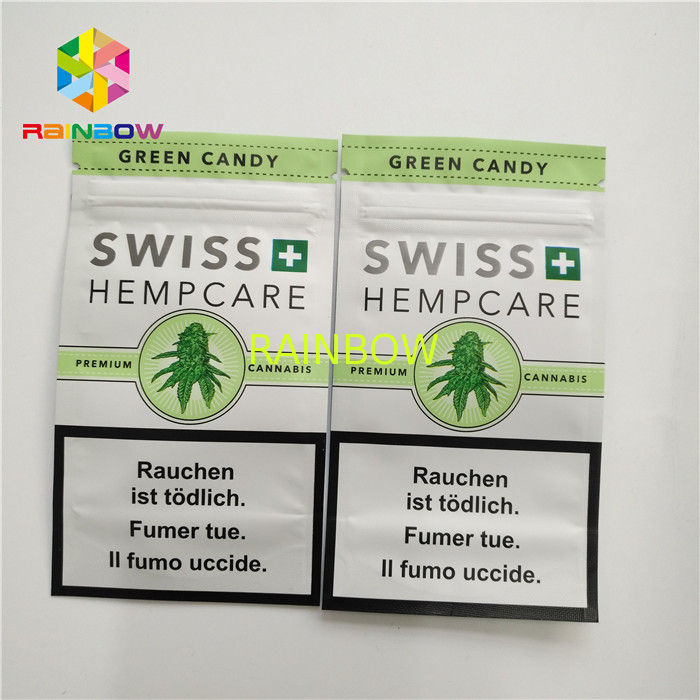 RAINBOW
GREEN CANDY
SWISS
HEMPCARE
PREMIUM CANNABIS
Rauchen
ist tödlich.
Fumer tue.
Il fumo uccide.
GREEN CANDY
SWISS
HEMPCARE
PREMIUM CANNABIS
Rauchen
ist tödlich.
Fumer tue.
Il fumo uccide.
RAINBOW